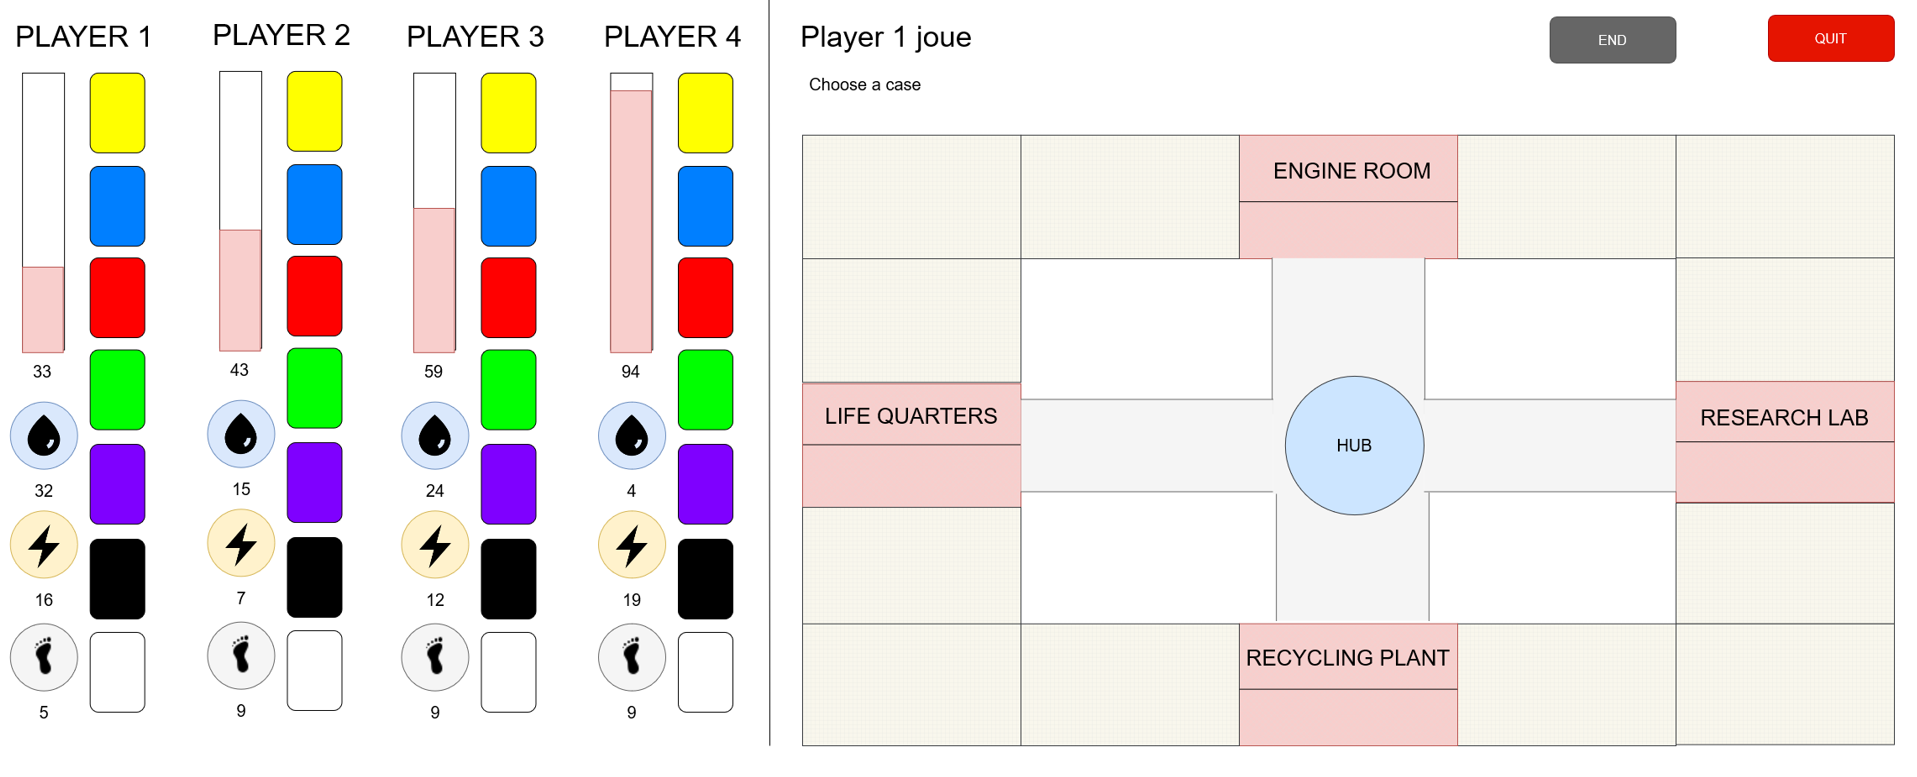 PLAYER 1
PLAYER 2
PLAYER 3
PLAYER 4
33
43
59
94
32
15
24
4
16
7
12
19
5
9
9
9
Player 1 joue
END
QUIT
Choose a case
ENGINE ROOM
LIFE QUARTERS
HUB
RESEARCH LAB
RECYCLING PLANT